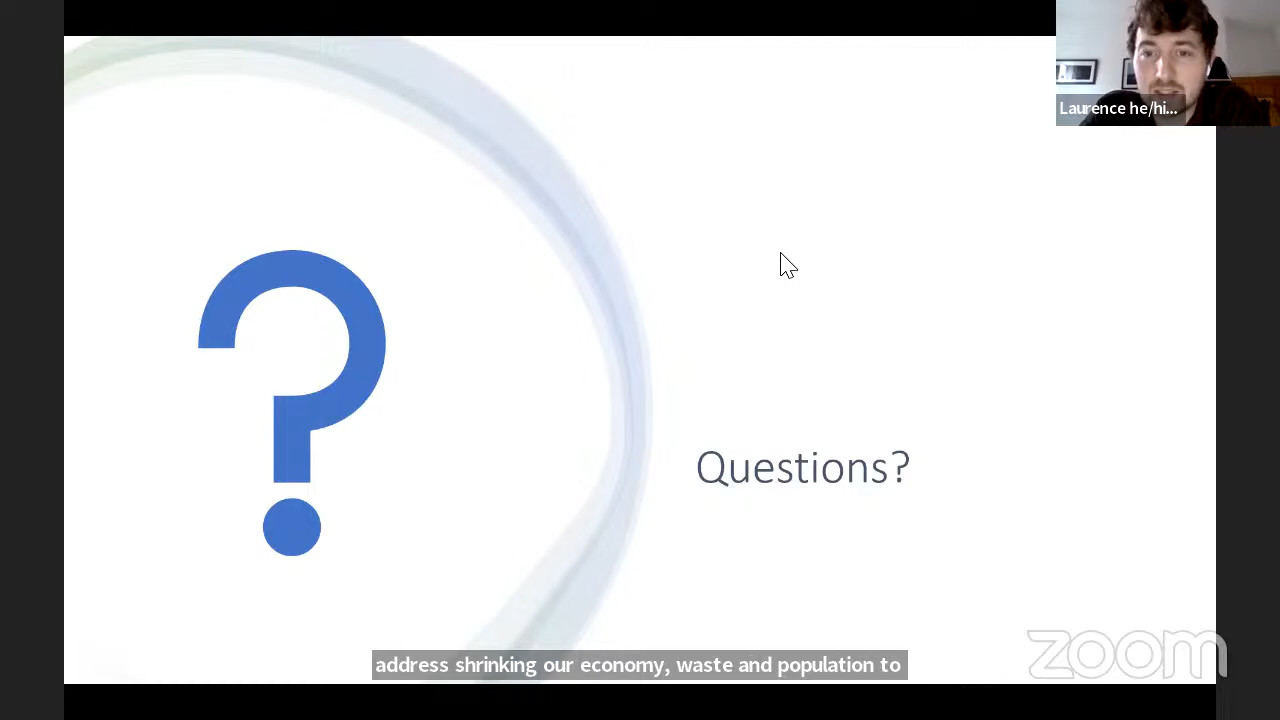 Laurence he/hi...
Questions?
address shrinking our economy, waste and population to
zoom